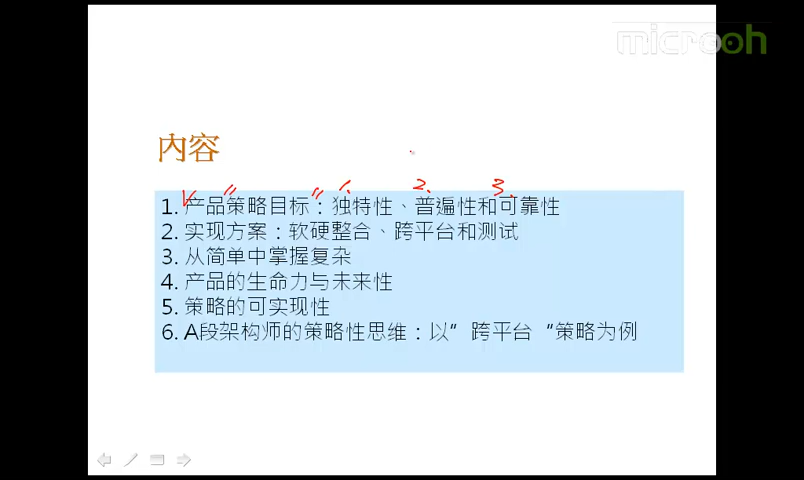 microoh
内容
1. 2. 3.
1. 产品策略目标：独特性、普遍性和可靠性
2. 实现方案：软硬整合、跨平台和测试
3. 从简单中掌握复杂
4. 产品的生命力与未来性
5. 策略的可实现性
6. A段架构师的策略性思维：以”跨平台“策略为例